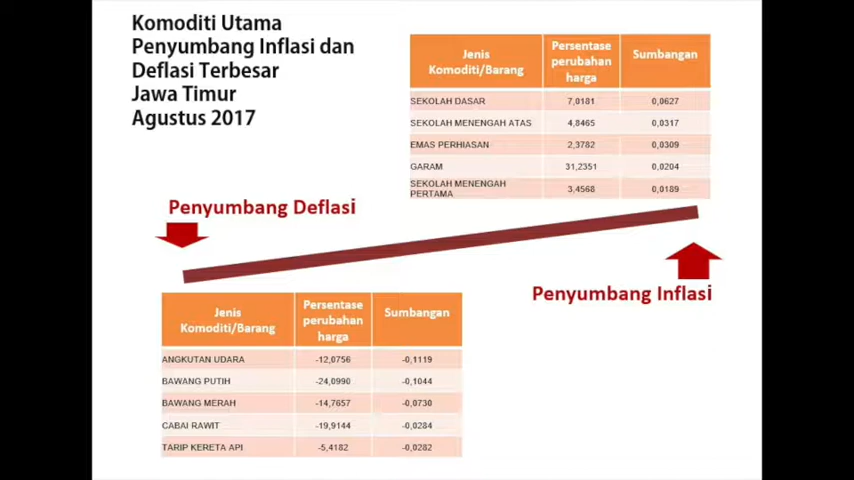 Komoditi Utama
Penyumbang Inflasi dan
Deflasi Terbesar
Jawa Timur
Agustus 2017
Jenis Komoditi/Barang Persentase perubahan harga Sumbangan
SEKOLAH DASAR 7,0181 0,0627
SEKOLAH MENENGAH ATAS 4,8465 0,0317
EMAS PERHIASAN 2,3782 0,0309
GARAM 31,2351 0,0204
SEKOLAH MENENGAH PERTAMA 3,4568 0,0189
Penyumbang Deflasi
Penyumbang Inflasi
Jenis Komoditi/Barang Persentase perubahan harga Sumbangan
ANGKUTAN UDARA -12,0756 -0,1119
BAWANG PUTIH -24,0990 -0,1044
BAWANG MERAH -14,7657 -0,0730
CABAI RAWIT -19,9144 -0,0284
TARIP KERETA API -5,4182 -0,0282